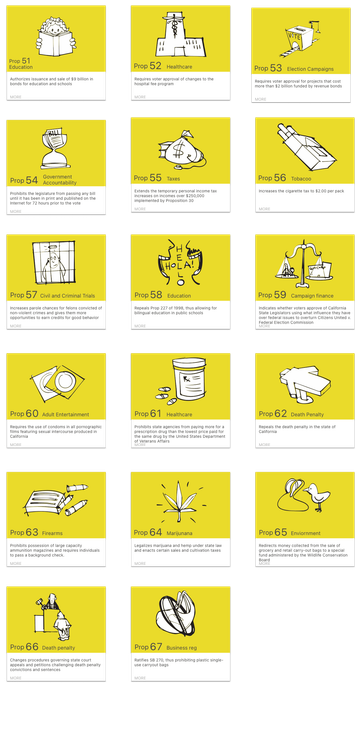 Prop 51
Education
Authorizes issuance and sale of $9 billion in
bonds for education and schools
MORE
Prop 52 Healthcare
Requires voter approval of changes to the
hospital fee program
MORE
VOTE
Prop 53 Election Campaigns
Requires voter approval for projects that cost
more than $2 billion funded by revenue bonds
MORE
Prop 54 Government
Accountability
Prohibits the legislature from passing any bill
until it has been in print and published on the
Internet for 72 hours prior to the vote
MORE
Prop 55 Taxes
Extends the temporary personal income tax
increases on incomes over $250,000
implemented by Proposition 30
MORE
Prop 56 Tobacco
Increases the cigarette tax to $2.00 per pack
MORE
Prop 57 Civil and Criminal Trials
Increases parole chances for felons convicted of
non-violent crimes and gives them more
opportunities to earn credits for good behavior
MORE
HOLA!
Prop 58 Education
Repeals Prop 227 of 1998, thus allowing for
bilingual education in public schools
MORE
Prop 59 Campaign finance
Indicates whether voters approve of California
State Legislators using what influence they have
over federal issues to overturn Citizens United v.
Federal Election Commission
MORE
Prop 60 Adult Entertainment
Requires the use of condoms in all pornographic
films featuring sexual intercourse produced in
California
MORE
Prop 61 Healthcare
Prohibits state agencies from paying more for a
prescription drug than the lowest price paid for
the same drug by the United States Department
of Veterans Affairs
MORE
Prop 62 Death Penalty
Repeals the death penalty in the state of
California
MORE
Prop 63 Firearms
Prohibits possession of large capacity
ammunition magazines and requires individuals
to pass a background check.
MORE
Prop 64 Marijunana
Legalizes marijuana and hemp under state law
and enacts certain sales and cultivation taxes
MORE
Prop 65 Enviornment
Redirects money collected from the sale of
grocery and retail carry-out bags to a special
fund administered by the Wildlife Conservation
Board
MORE
Prop 66 Death penalty
Changes procedures governing state court
appeals and petitions challenging death penalty
convictions and sentences
MORE
Prop 67 Business reg
Ratifies SB 270, thus prohibiting plastic single-
use carryout bags
MORE